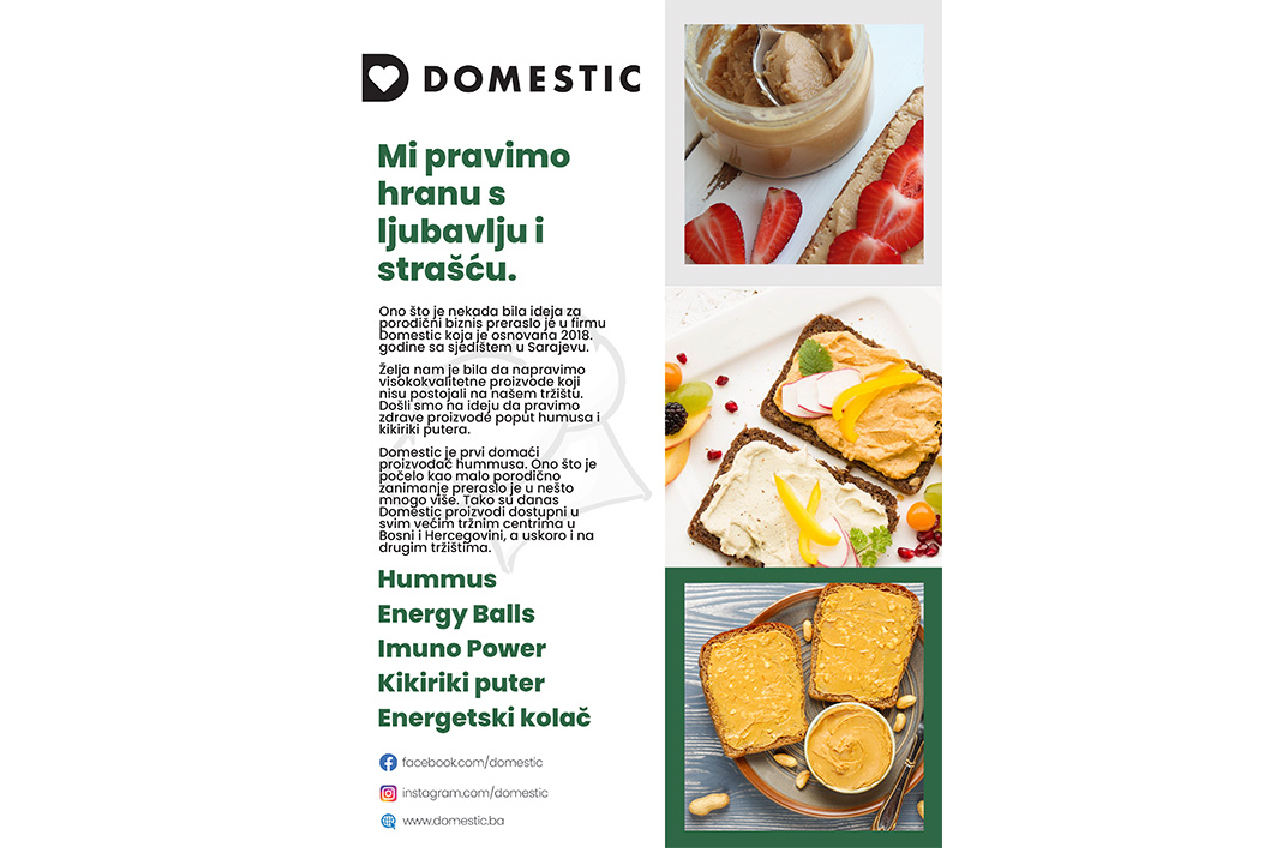 DOMESTIC
Mi pravimo
hranu s
ljubavlju i
strašću.
Ono što je nekada bila ideja za
porodični biznis preraslo je u firmu
Domestic koja je osnovana 2018.
godine sa sjedištem u Sarajevu.
Želja nam je bila da napravimo
visokokvalitetne proizvode koji
nisu postojali na našem tržištu.
Došli smo na ideju da pravimo
zdrave proizvode poput humusa i
kikiriki putera.
Domestic je prvi domaći
proizvođač hummusa. Ono što je
počelo kao malo porodično
zanimanje preraslo je u nešto
mnogo više. Tako su danas
Domestic proizvodi dostupni u
svim većim tržnim centrima u
Bosni i Hercegovini, a uskoro i na
drugim tržištima.
Hummus
Energy Balls
Imuno Power
Kikiriki puter
Energetski kolač
facebook.com/domestic
instagram.com/domestic
www.domestic.ba